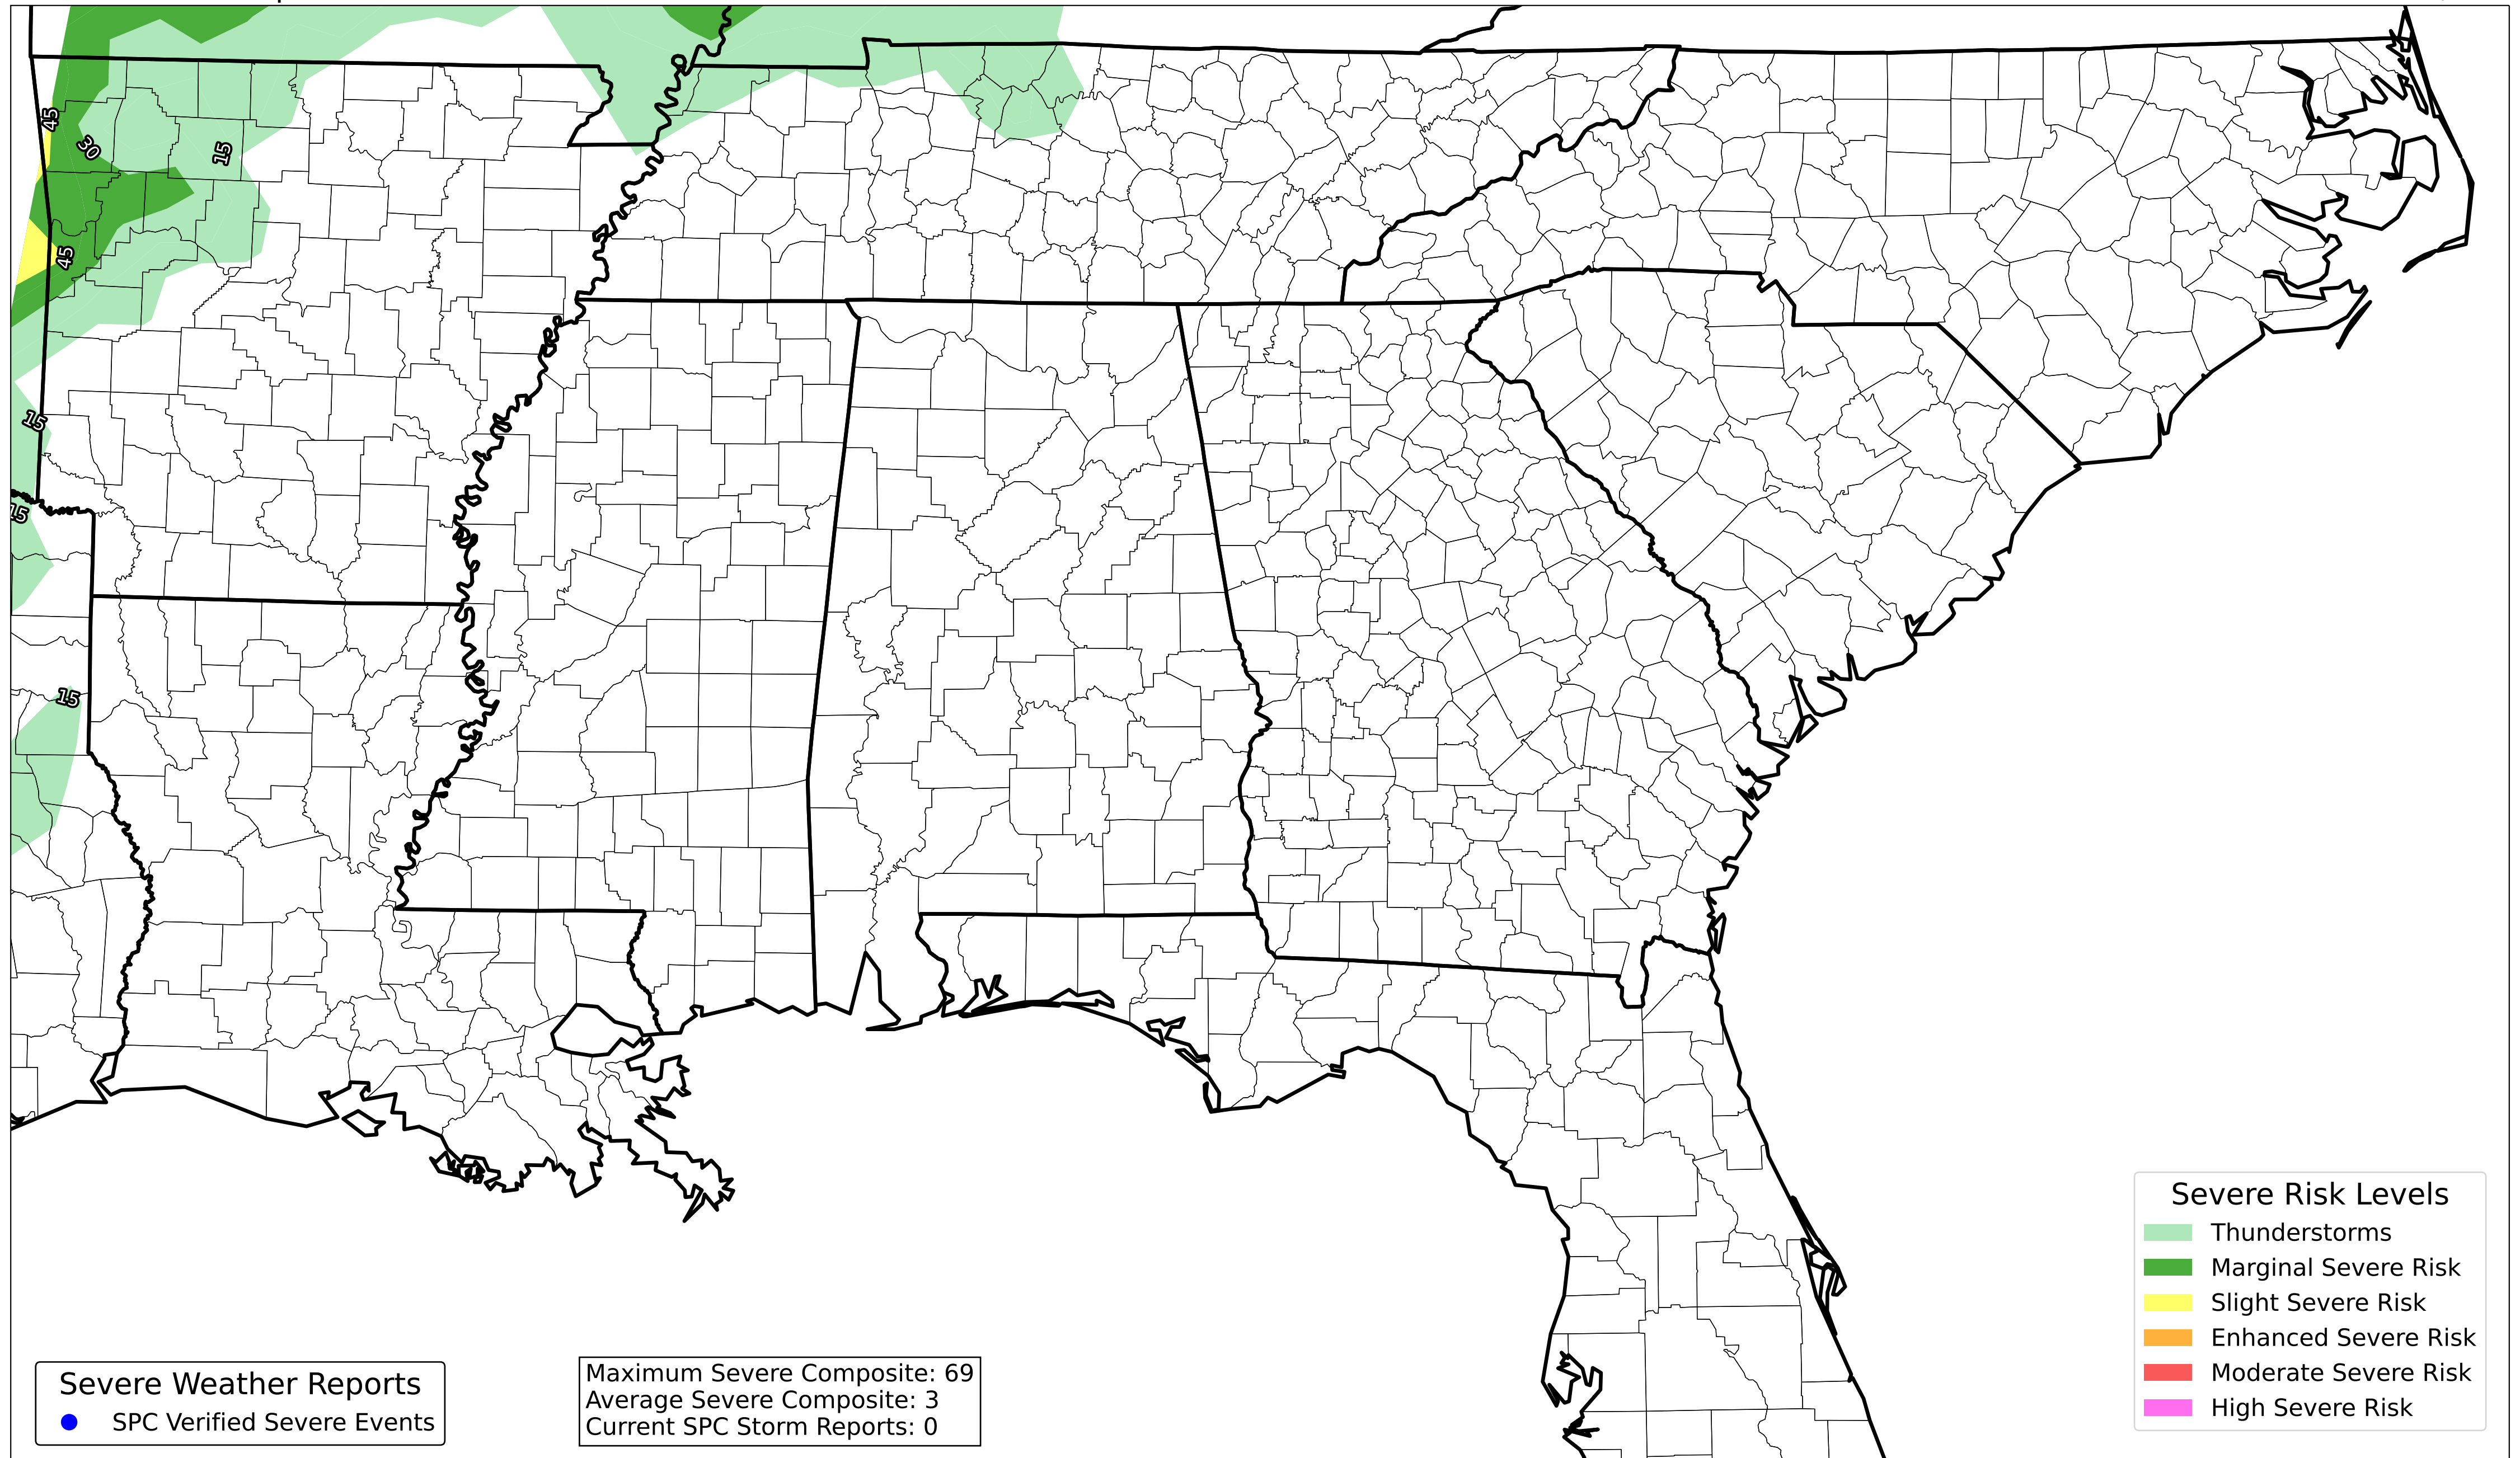 45
30
15
45
15
15
15
Severe Risk Levels
Thunderstorms
Marginal Severe Risk
Slight Severe Risk
Enhanced Severe Risk
Moderate Severe Risk
High Severe Risk
Severe Weather Reports
SPC Verified Severe Events
Maximum Severe Composite: 69
Average Severe Composite: 3
Current SPC Storm Reports: 0